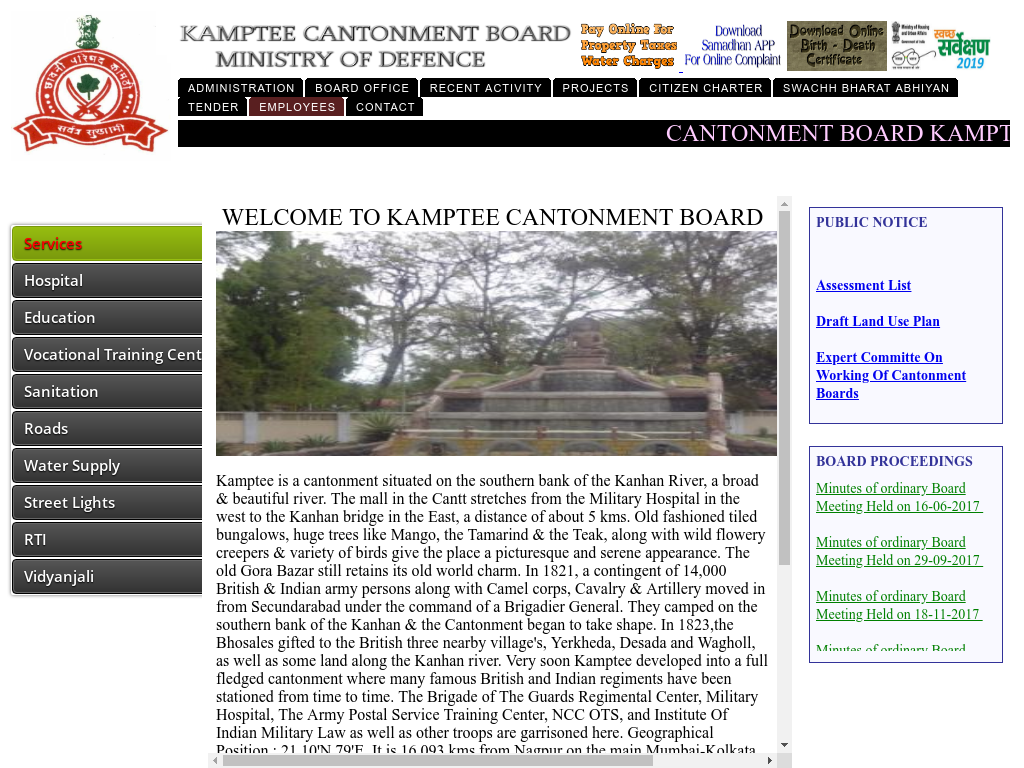 छावनी परिषद कामठी
सर्वत्र सुखामी
KAMPTEE CANTONMENT BOARD
MINISTRY OF DEFENCE
Pay Online For
Property Taxes
Water Charges
Download
Samadhan APP
For Online Complaint
Download Online
Birth - Death
Certificate
स्वच्छ
सर्वेक्षण
2019
ADMINISTRATION
BOARD OFFICE
RECENT ACTIVITY
PROJECTS
CITIZEN CHARTER
SWACHH BHARAT ABHIYAN
TENDER
EMPLOYEES
CONTACT
CANTONMENT BOARD KAMPT
Services
Hospital
Education
Vocational Training Cent
Sanitation
Roads
Water Supply
Street Lights
RTI
Vidyanjali
WELCOME TO KAMPTEE CANTONMENT BOARD
Kamptee is a cantonment situated on the southern bank of the Kanhan River, a broad
& beautiful river. The mall in the Cantt stretches from the Military Hospital in the
west to the Kanhan bridge in the East, a distance of about 5 kms. Old fashioned tiled
bungalows, huge trees like Mango, the Tamarind & the Teak, along with wild flowery
creepers & variety of birds give the place a picturesque and serene appearance. The
old Gora Bazar still retains its old world charm. In 1821, a contingent of 14,000
British & Indian army persons along with Camel corps, Cavalry & Artillery moved in
from Secundarabad under the command of a Brigadier General. They camped on the
southern bank of the Kanhan & the Cantonment began to take shape. In 1823,the
Bhosales gifted to the British three nearby village's, Yerkheda, Desada and Wagholl,
as well as some land along the Kanhan river. Very soon Kamptee developed into a full
fledged cantonment where many famous British and Indian regiments have been
stationed from time to time. The Brigade of The Guards Regimental Center, Military
Hospital, The Army Postal Service Training Center, NCC OTS, and Institute Of
Indian Military Law as well as other troops are garrisoned here. Geographical
Position : 21.10'N 79'E. It is 16.093 kms from Nagpur on the main Mumbai-Kolkata
PUBLIC NOTICE
Assessment List
Draft Land Use Plan
Expert Committe On
Working Of Cantonment
Boards
BOARD PROCEEDINGS
Minutes of ordinary Board
Meeting Held on 16-06-2017
Minutes of ordinary Board
Meeting Held on 29-09-2017
Minutes of ordinary Board
Meeting Held on 18-11-2017
Minutes of ordinary Board